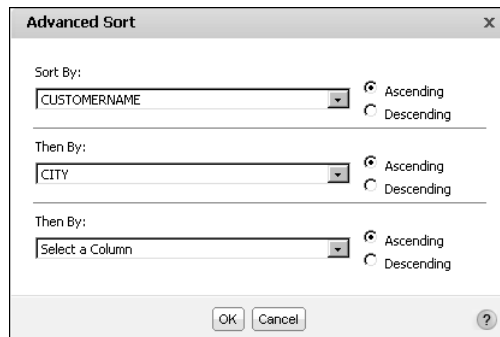 Advanced Sort x
Sort By:
CUSTOMERNAME
Ascending
Descending
Then By:
CITY
Ascending
Descending
Then By:
Select a Column
Ascending
Descending
OK Cancel ?